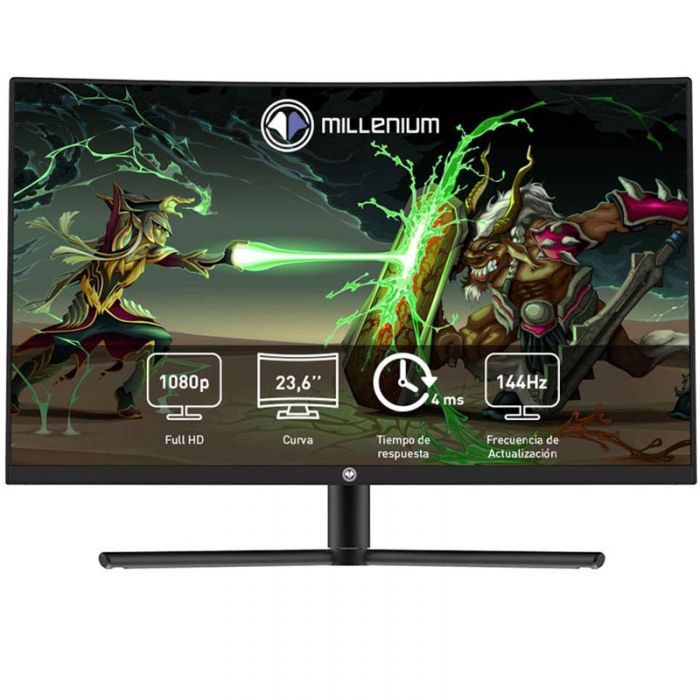 MILLENIUM
1080p
Full HD
23,6’’
Curva
4 ms
Tiempo de
respuesta
144Hz
Frecuencia de
Actualización